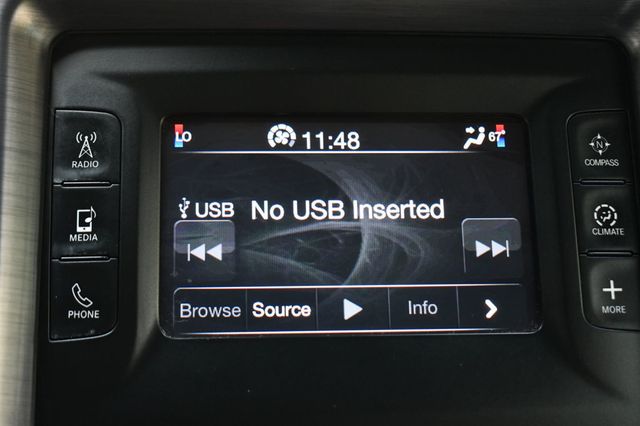 LO 11:48 67
RADIO
MEDIA
PHONE
USB No USB Inserted
Browse Source Info
N
COMPASS
CLIMATE
MORE